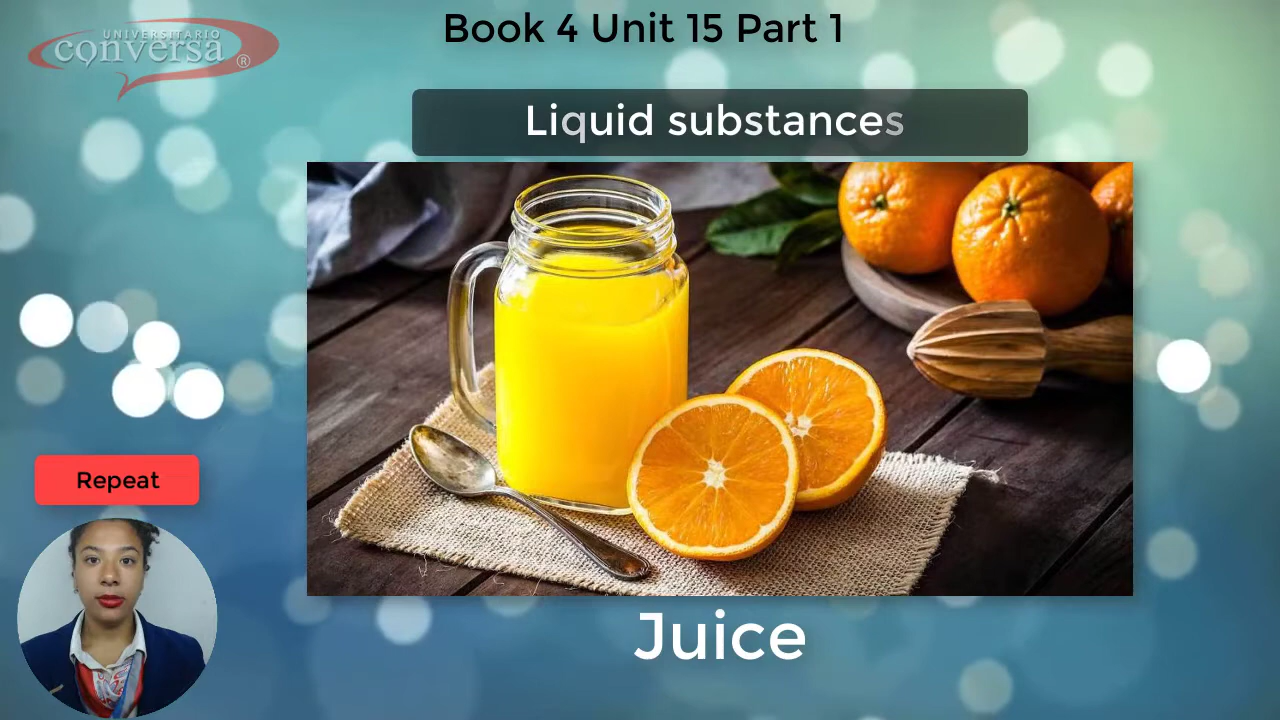 Book 4 Unit 15 Part 1
UNIVERSITARIO
conversa ®
Liquid substances
Repeat
Juice